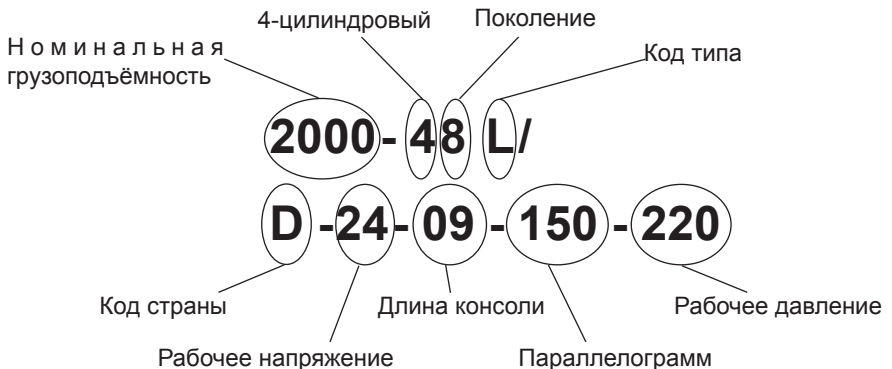 4-цилиндровый Поколение
Номинальная
грузоподъёмность
Код типа
2000- 48 L/
D -24- 09 -150 -220
Код страны Длина консоли Рабочее давление
Рабочее напряжение Параллелограмм